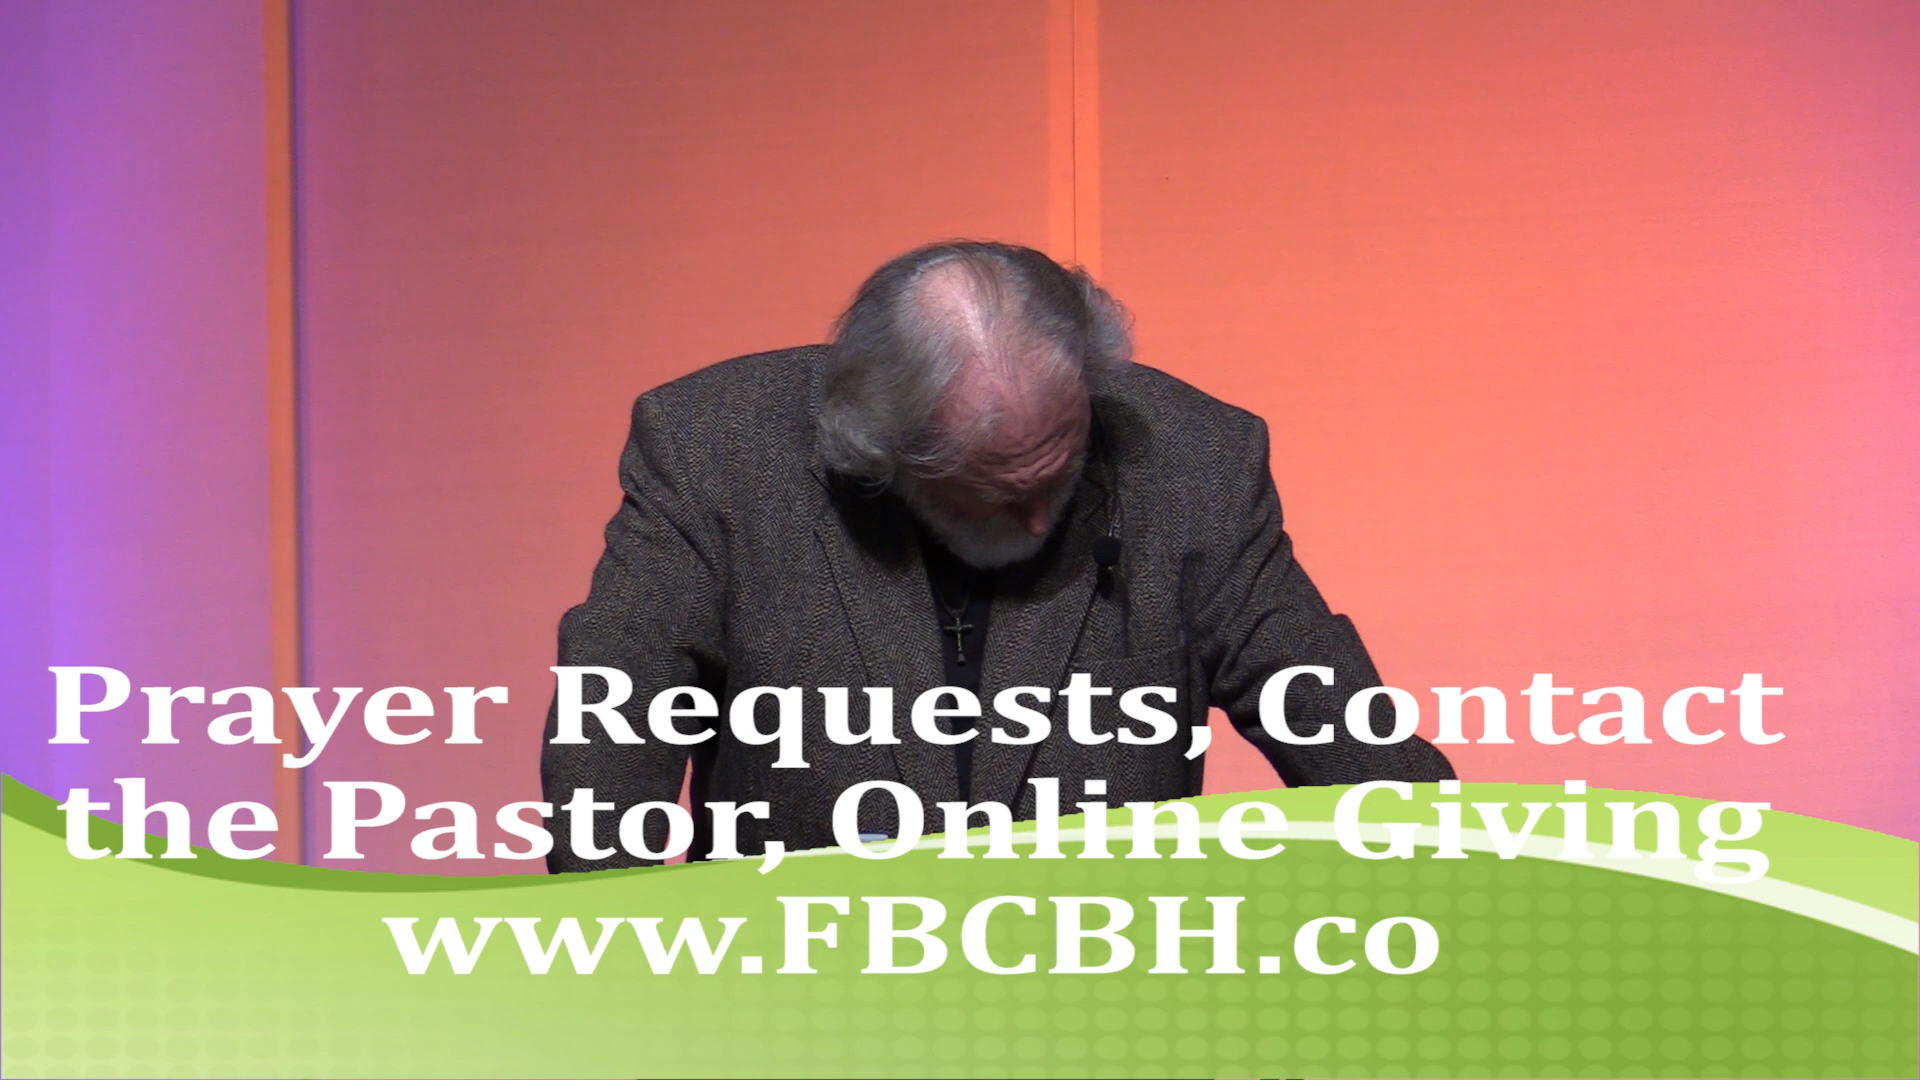 Prayer Requests, Contact
the Pastor, Online Giving
www.FBCBH.co